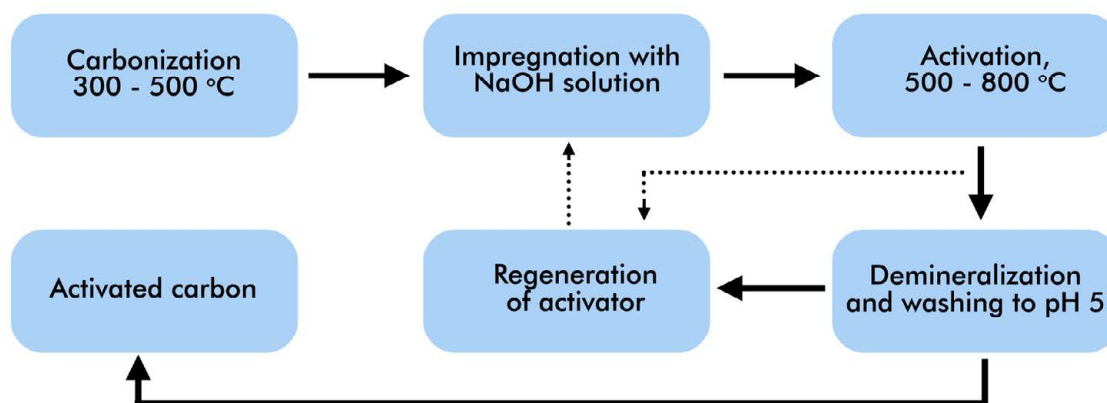 Carbonization
300 - 500 °C
Impregnation with
NaOH solution
Activation,
500 - 800 °C
Activated carbon
Regeneration
of activator
Demineralization
and washing to pH 5